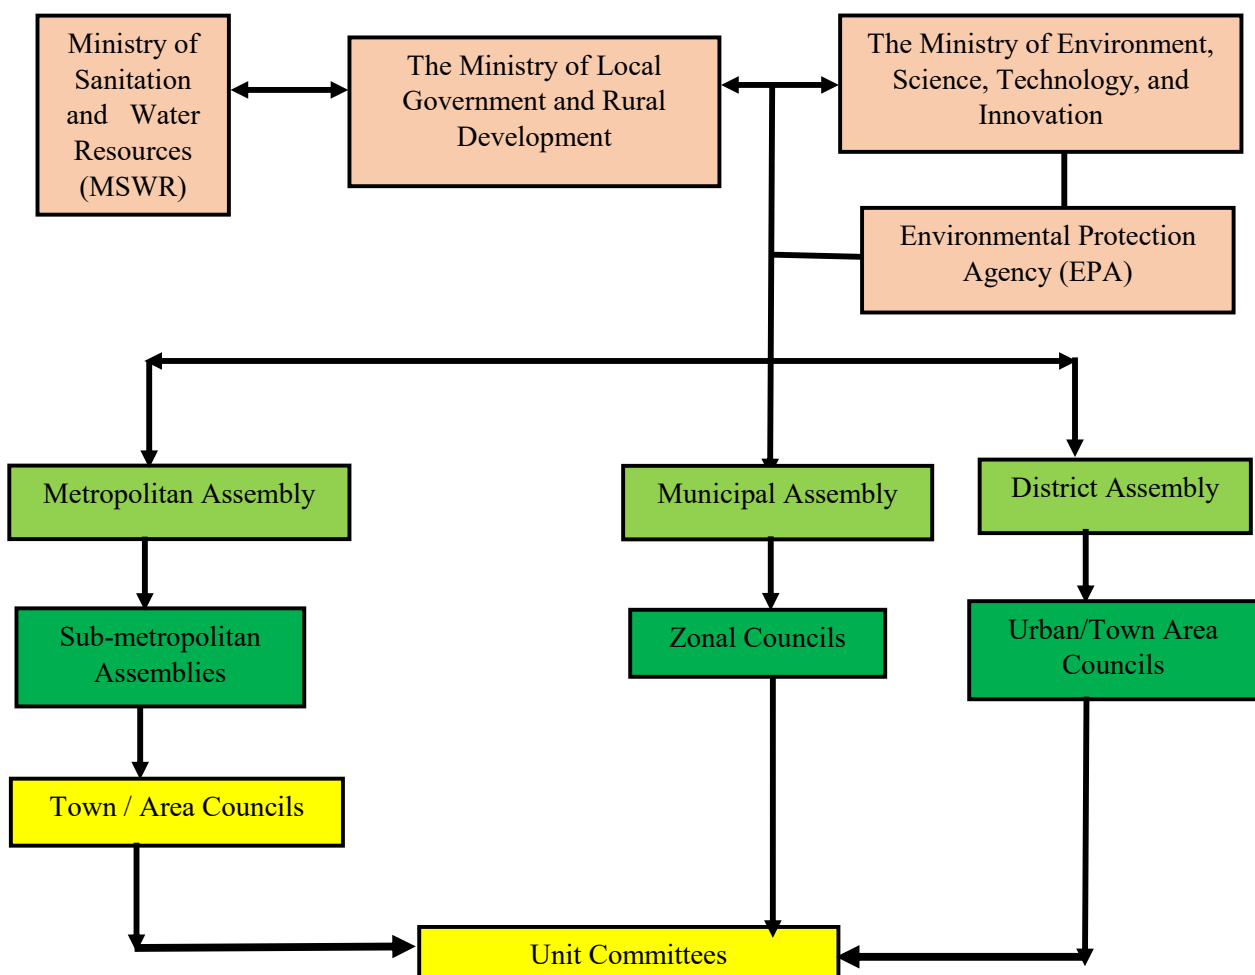 Ministry of
Sanitation
and Water
Resources
(MSWR)
The Ministry of Local
Government and Rural
Development
The Ministry of Environment,
Science, Technology, and
Innovation
Environmental Protection
Agency (EPA)
Metropolitan Assembly
Municipal Assembly
District Assembly
Sub-metropolitan
Assemblies
Zonal Councils
Urban/Town Area
Councils
Town / Area Councils
Unit Committees